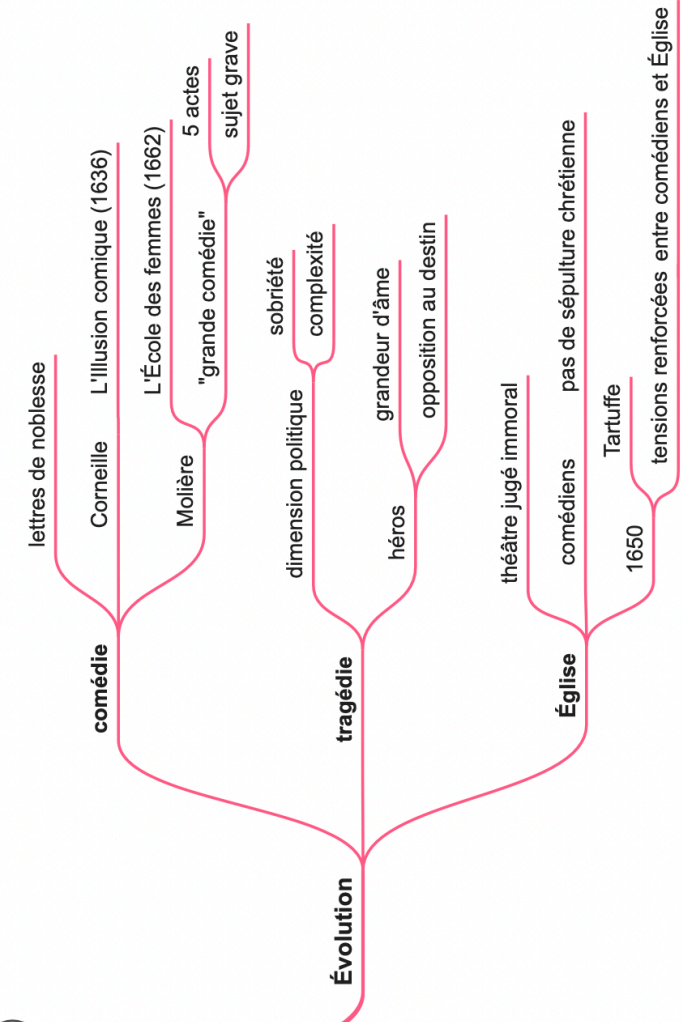 Évolution
comédie
lettres de noblesse
Corneille
L'Illusion comique (1636)
Molière
L'École des femmes (1662)
"grande comédie"
5 actes
sujet grave
tragédie
dimension politique
sobriété
complexité
héros
grandeur d'âme
opposition au destin
Église
théâtre jugé immoral
comédiens
pas de sépulture chrétienne
1650
Tartuffe
tensions renforcées entre comédiens et Église